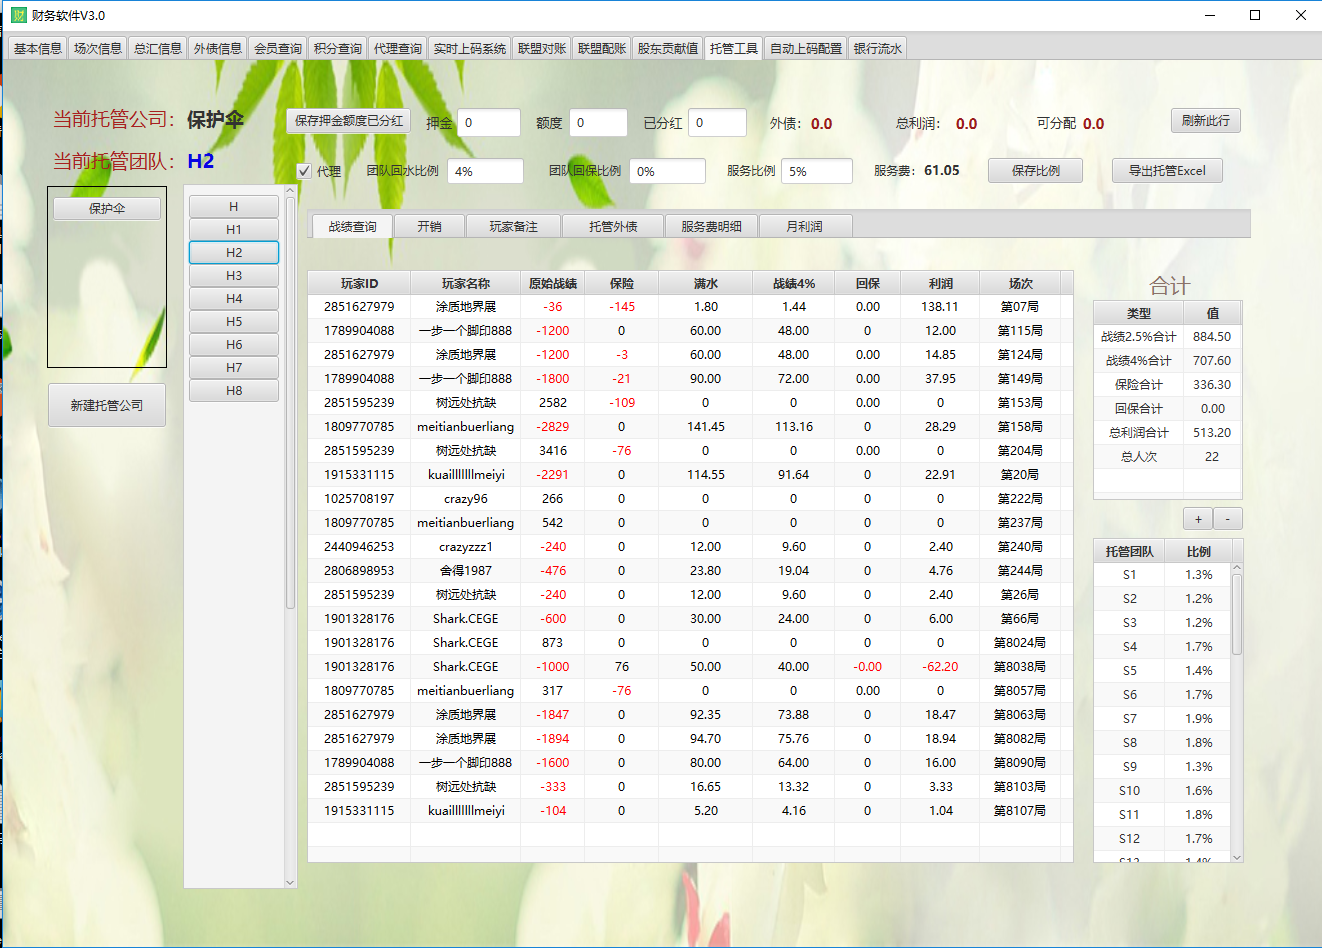 财务软件V3.0
基本信息 场次信息 总汇信息 外债信息 会员查询 积分查询 代理查询 实时上码系统 联盟对账 联盟配账 股东贡献值 托管工具 自动上码配置 银行流水
当前托管公司： 保护伞 保存押金额度已分红 押金 0 额度 0 已分红 0 外债： 0.0 总利润： 0.0 可分配 0.0 刷新此行
当前托管团队： H2 代理 团队回水比例 4% 团队回保比例 0% 服务比例 5% 服务费： 61.05 保存比例 导出托管Excel
保护伞
新建托管公司
H
H1
H2
H3
H4
H5
H6
H7
H8
战绩查询 开销 玩家备注 托管外债 服务费明细 月利润
玩家ID 玩家名称 原始战绩 保险 满水 战绩4% 回保 利润 场次
2851627979 涂质地界展 -36 -145 1.80 1.44 0.00 138.11 第07局
1789904088 一步一个脚印888 -1200 0 60.00 48.00 0 12.00 第115局
2851627979 涂质地界展 -1200 -3 60.00 48.00 0.00 14.85 第124局
1789904088 一步一个脚印888 -1800 -21 90.00 72.00 0.00 37.95 第149局
2851595239 树远处抗缺 2582 -109 0 0 0.00 0 第153局
1809770785 meitianbuerliang -2829 0 141.45 113.16 0 28.29 第158局
2851595239 树远处抗缺 3416 -76 0 0 0.00 0 第204局
1915331115 kuaillllllllmeiyi -2291 0 114.55 91.64 0 22.91 第20局
1025708197 crazy96 266 0 0 0 0 0 第222局
1809770785 meitianbuerliang 542 0 0 0 0 0 第237局
2440946253 crazyzzz1 -240 0 12.00 9.60 0 2.40 第240局
2806898953 舍得1987 -476 0 23.80 19.04 0 4.76 第244局
2851595239 树远处抗缺 -240 0 12.00 9.60 0 2.40 第26局
1901328176 Shark.CEGE -600 0 30.00 24.00 0 6.00 第66局
1901328176 Shark.CEGE 873 0 0 0 0 0 第8024局
1901328176 Shark.CEGE -1000 76 50.00 40.00 -0.00 -62.20 第8038局
1809770785 meitianbuerliang 317 -76 0 0 0.00 0 第8057局
2851627979 涂质地界展 -1847 0 92.35 73.88 0 18.47 第8063局
2851627979 涂质地界展 -1894 0 94.70 75.76 0 18.94 第8082局
1789904088 一步一个脚印888 -1600 0 80.00 64.00 0 16.00 第8090局
2851595239 树远处抗缺 -333 0 16.65 13.32 0 3.33 第8103局
1915331115 kuaillllllllmeiyi -104 0 5.20 4.16 0 1.04 第8107局
合计
类型 值
战绩2.5%合计 884.50
战绩4%合计 707.60
保险合计 336.30
回保合计 0.00
总利润合计 513.20
总人次 22
+ -
托管团队 比例
S1 1.3%
S2 1.2%
S3 1.2%
S4 1.7%
S5 1.4%
S6 1.7%
S7 1.9%
S8 1.8%
S9 1.3%
S10 1.6%
S11 1.8%
S12 1.7%
S13 1.4%